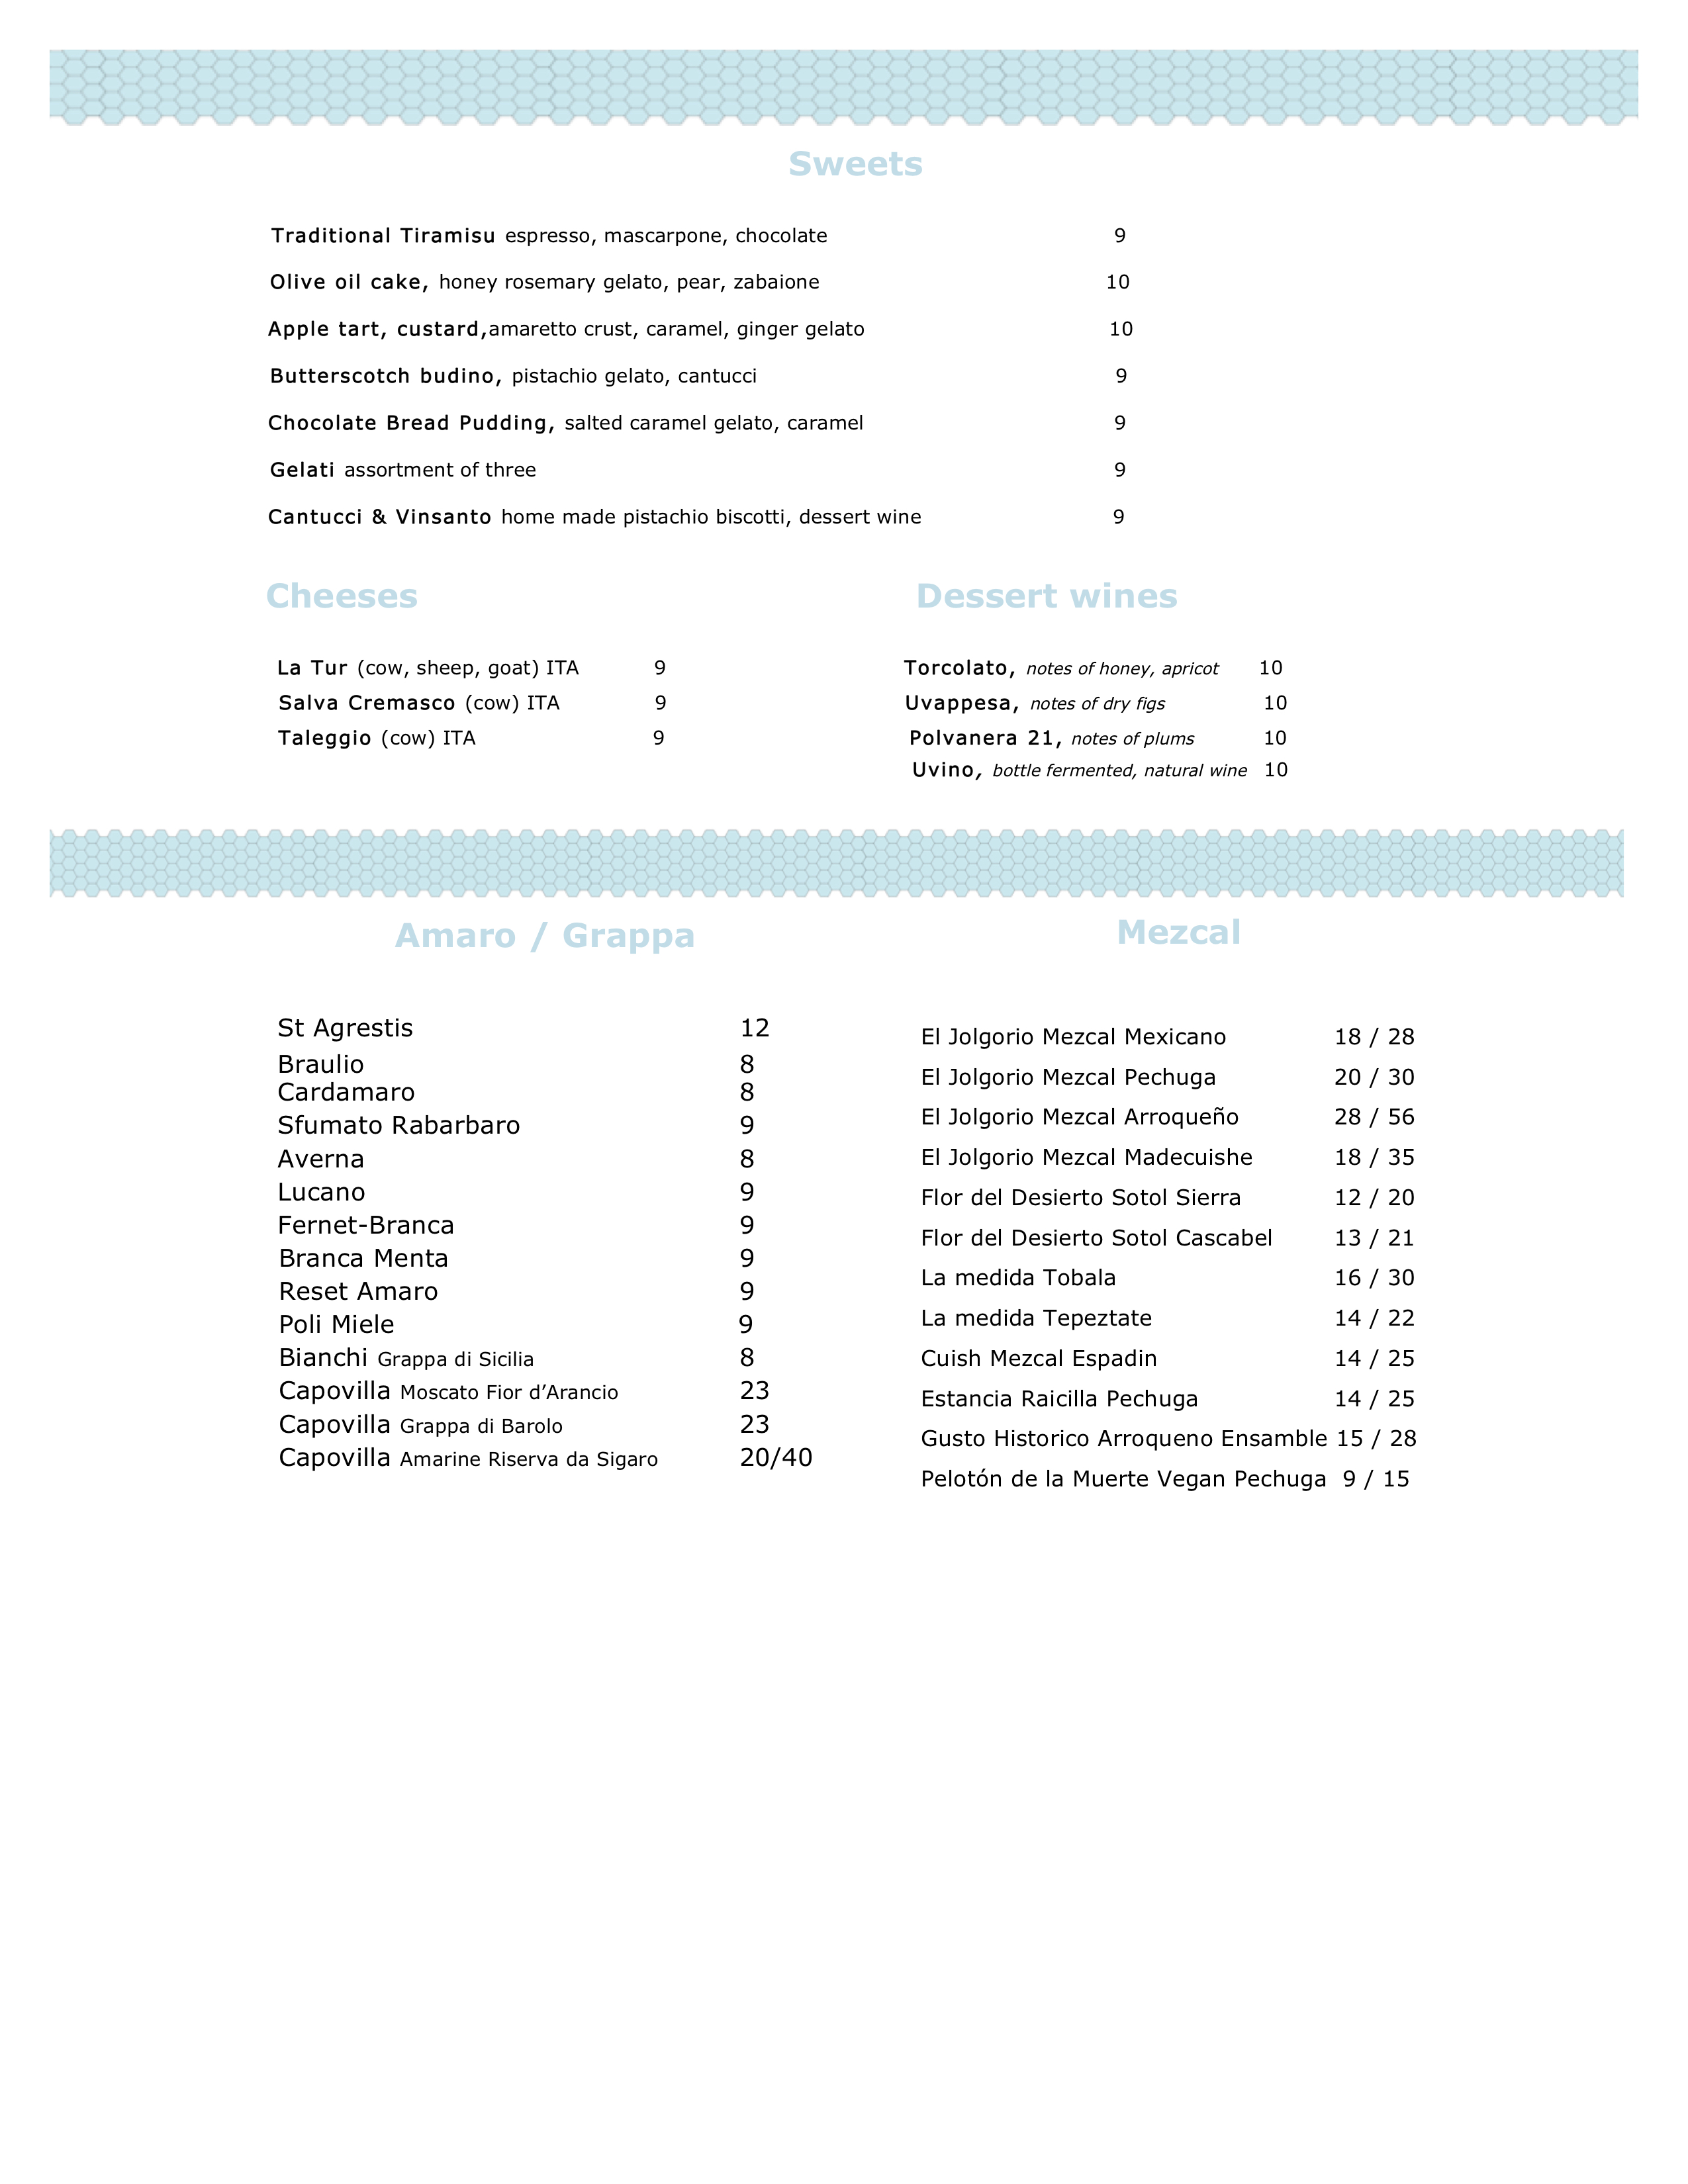 Sweets
Traditional Tiramisu espresso, mascarpone, chocolate 9
Olive oil cake, honey rosemary gelato, pear, zabaione 10
Apple tart, custard,amaretto crust, caramel, ginger gelato 10
Butterscotch budino, pistachio gelato, cantucci 9
Chocolate Bread Pudding, salted caramel gelato, caramel 9
Gelati assortment of three 9
Cantucci & Vinsanto home made pistachio biscotti, dessert wine 9
Cheeses
La Tur (cow, sheep, goat) ITA 9
Salva Cremasco (cow) ITA 9
Taleggio (cow) ITA 9
Dessert wines
Torcolato, notes of honey, apricot 10
Uvappesa, notes of dry figs 10
Polvanera 21, notes of plums 10
Uvino, bottle fermented, natural wine 10
Amaro / Grappa
St Agrestis 12
Braulio 8
Cardamaro 8
Sfumato Rabarbaro 9
Averna 8
Lucano 9
Fernet-Branca 9
Branca Menta 9
Reset Amaro 9
Poli Miele 9
Bianchi Grappa di Sicilia 8
Capovilla Moscato Fior d’Arancio 23
Capovilla Grappa di Barolo 23
Capovilla Amarine Riserva da Sigaro 20/40
Mezcal
El Jolgorio Mezcal Mexicano 18 / 28
El Jolgorio Mezcal Pechuga 20 / 30
El Jolgorio Mezcal Arroqueño 28 / 56
El Jolgorio Mezcal Madecuishe 18 / 35
Flor del Desierto Sotol Sierra 12 / 20
Flor del Desierto Sotol Cascabel 13 / 21
La medida Tobala 16 / 30
La medida Tepeztate 14 / 22
Cuish Mezcal Espadin 14 / 25
Estancia Raicilla Pechuga 14 / 25
Gusto Historico Arroqueno Ensamble 15 / 28
Pelotón de la Muerte Vegan Pechuga 9 / 15